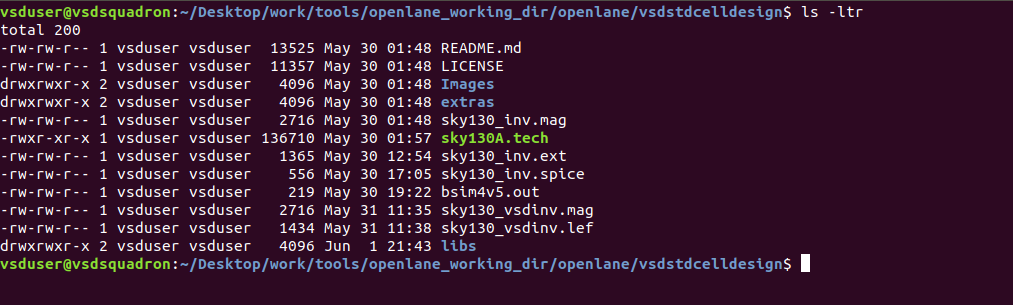 vsduser@vsdsquadron:~/Desktop/work/tools/openlane_working_dir/openlane/vsdstdcelldesign$ ls -ltr
total 200
-rw-rw-r-- 1 vsduser vsduser  13525 May 30 01:48 README.md
-rw-rw-r-- 1 vsduser vsduser  11357 May 30 01:48 LICENSE
drwxrwxr-x 2 vsduser vsduser   4096 May 30 01:48 Images
drwxrwxr-x 2 vsduser vsduser   4096 May 30 01:48 extras
-rw-rw-r-- 1 vsduser vsduser   2716 May 30 01:48 sky130_inv.mag
-rwxr-xr-x 1 vsduser vsduser 136710 May 30 01:57 sky130A.tech
-rw-rw-r-- 1 vsduser vsduser   1365 May 30 12:54 sky130_inv.ext
-rw-rw-r-- 1 vsduser vsduser    556 May 30 17:05 sky130_inv.spice
-rw-rw-r-- 1 vsduser vsduser    219 May 30 19:22 bsim4v5.out
-rw-rw-r-- 1 vsduser vsduser   2716 May 31 11:35 sky130_vsdinv.mag
-rw-rw-r-- 1 vsduser vsduser   1434 May 31 11:38 sky130_vsdinv.lef
drwxrwxr-x 2 vsduser vsduser   4096 Jun  1 21:43 libs
vsduser@vsdsquadron:~/Desktop/work/tools/openlane_working_dir/openlane/vsdstdcelldesign$